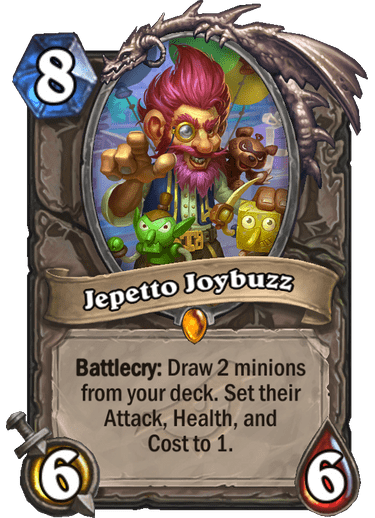 8
Jepetto Joybuzz
Battlecry: Draw 2 minions
from your deck. Set their
Attack, Health, and
Cost to 1.
6
6